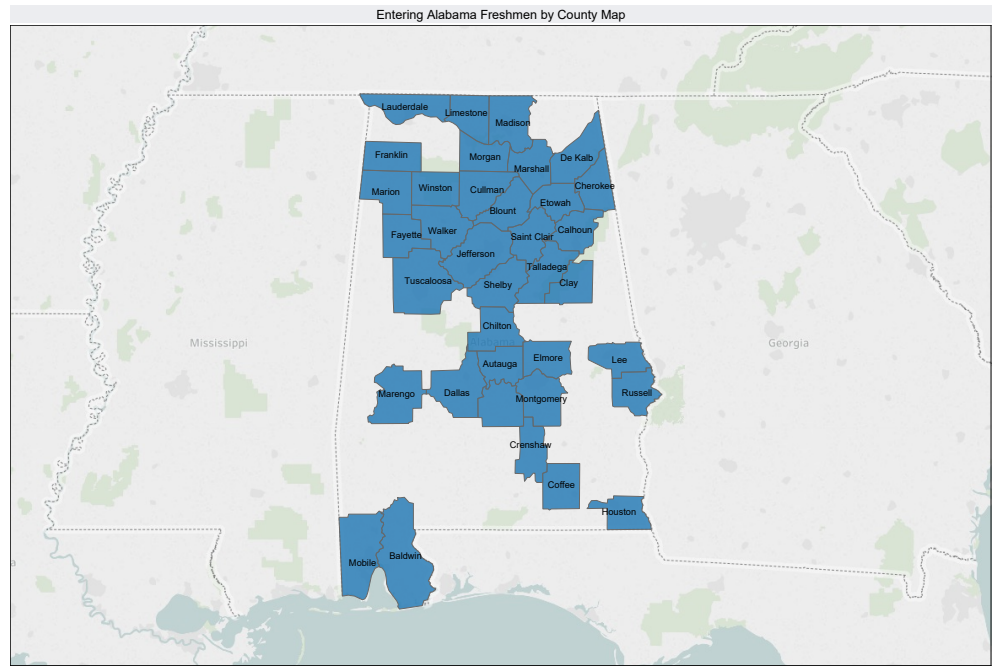 Entering Alabama Freshmen by County Map
Lauderdale
Limestone
Madison
Franklin
Morgan
De Kalb
Marshall
Cherokee
Marion
Winston
Cullman
Etowah
Blount
Fayette
Walker
Saint Clair
Calhoun
Jefferson
Talladega
Tuscaloosa
Shelby
Clay
Chilton
Alabama
Mississippi
Georgia
Autauga
Elmore
Lee
Marengo
Dallas
Montgomery
Russell
Crenshaw
Coffee
Houston
Mobile
Baldwin
a